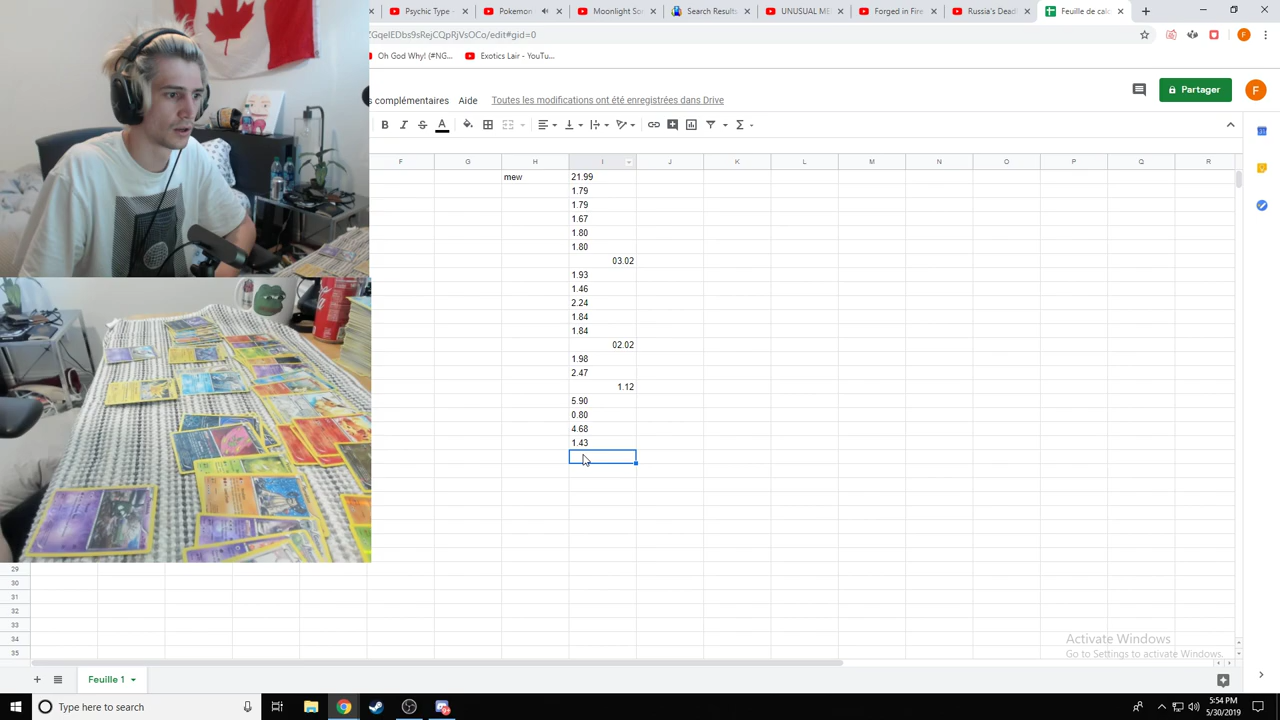 Psychic Type -
Pokemon
Moonlight So
Search Results
UNUSUAL ME
Forged in Fire
Russia's Dead
Feuille de calc
ZGqeIEDbs9sRejCQpRjVsOCo/edit#gid=0
F
Oh God Why! (#NG...
Exotics Lair - YouTu...
s complémentaires
Aide
Toutes les modifications ont été enregistrées dans Drive
Partager
F
B I S A
F G H I J K L M N O P Q R
mew 21.99
1.79
1.79
1.67
1.80
1.80
03.02
1.93
1.46
2.24
1.84
1.84
02.02
1.98
2.47
1.12
5.90
0.80
4.68
1.43
29
30
31
32
33
34
35
Activate Windows
Go to Settings to activate Windows.
Feuille 1
Type here to search
5:54 PM
5/30/2019